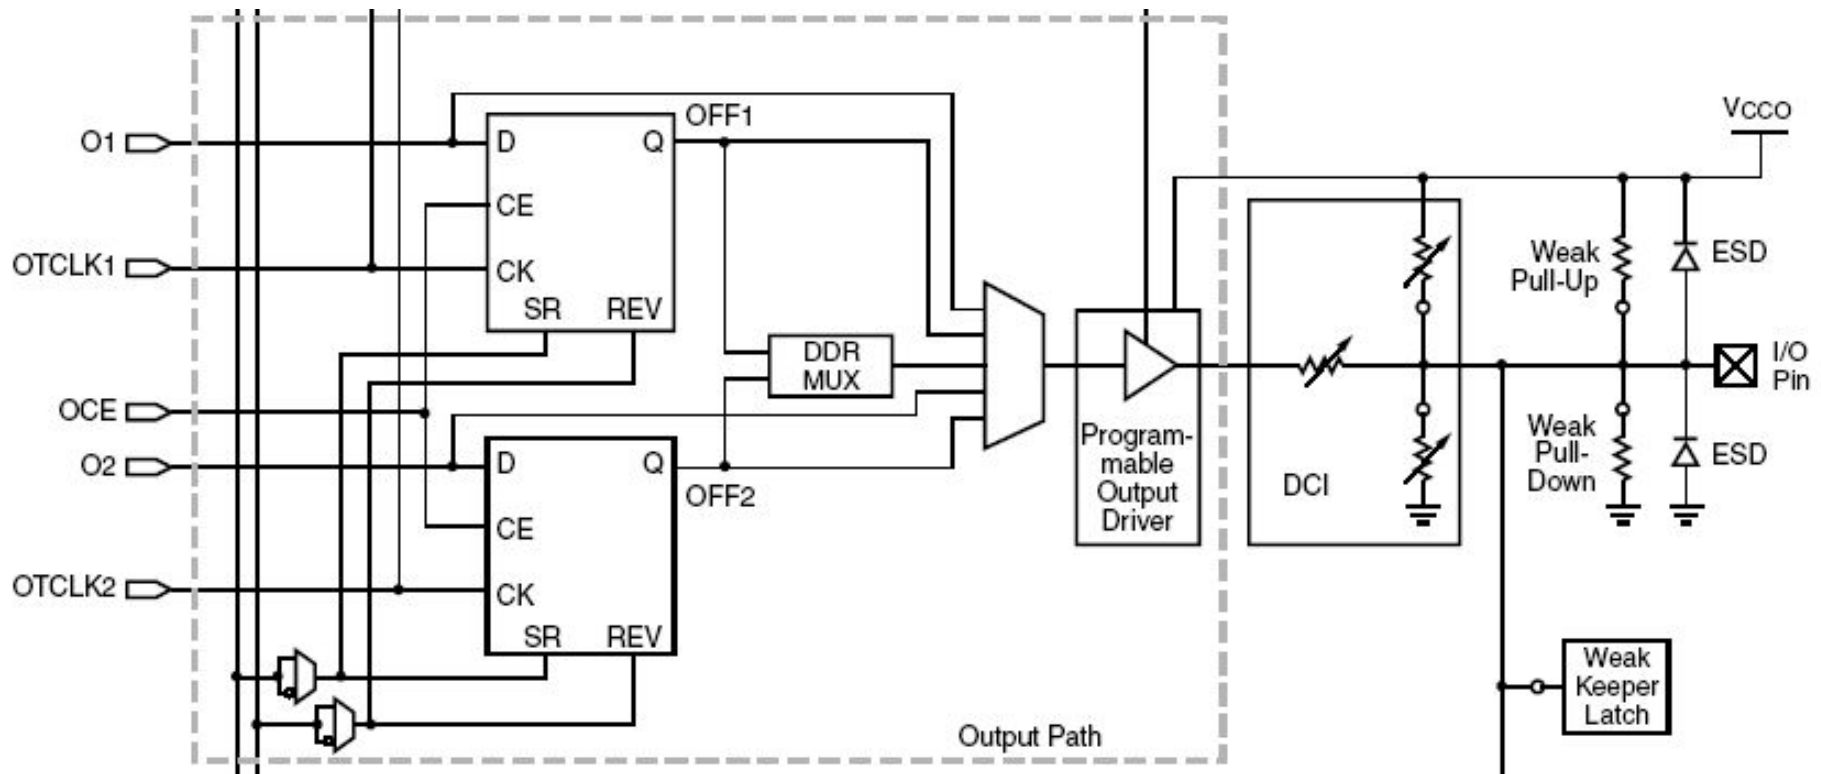 OFF1
VCCO
O1
D
Q
CE
OTCLK1
CK
SR
REV
Weak
Pull-Up
ESD
DDR
MUX
I/O
Pin
OCE
O2
D
Q
OFF2
CE
Program-
mable
Output
Driver
DCI
Weak
Pull-
Down
ESD
OTCLK2
CK
SR
REV
Weak
Keeper
Latch
Output Path